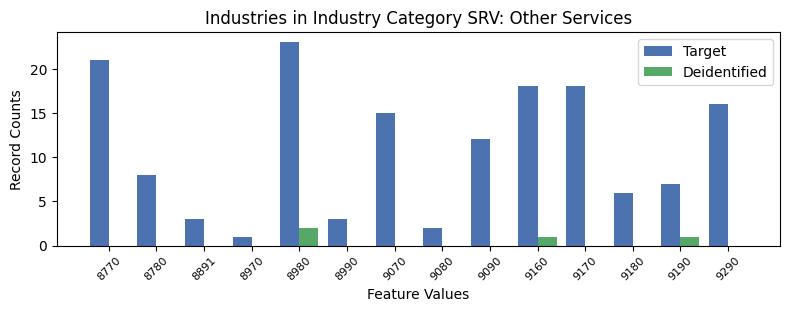 Industries in Industry Category SRV: Other Services
Target
Deidentified
Record Counts
20
15
10
5
0
8770 8780 8891 8970 8980 8990 9070 9080 9090 9160 9170 9180 9190 9290
Feature Values